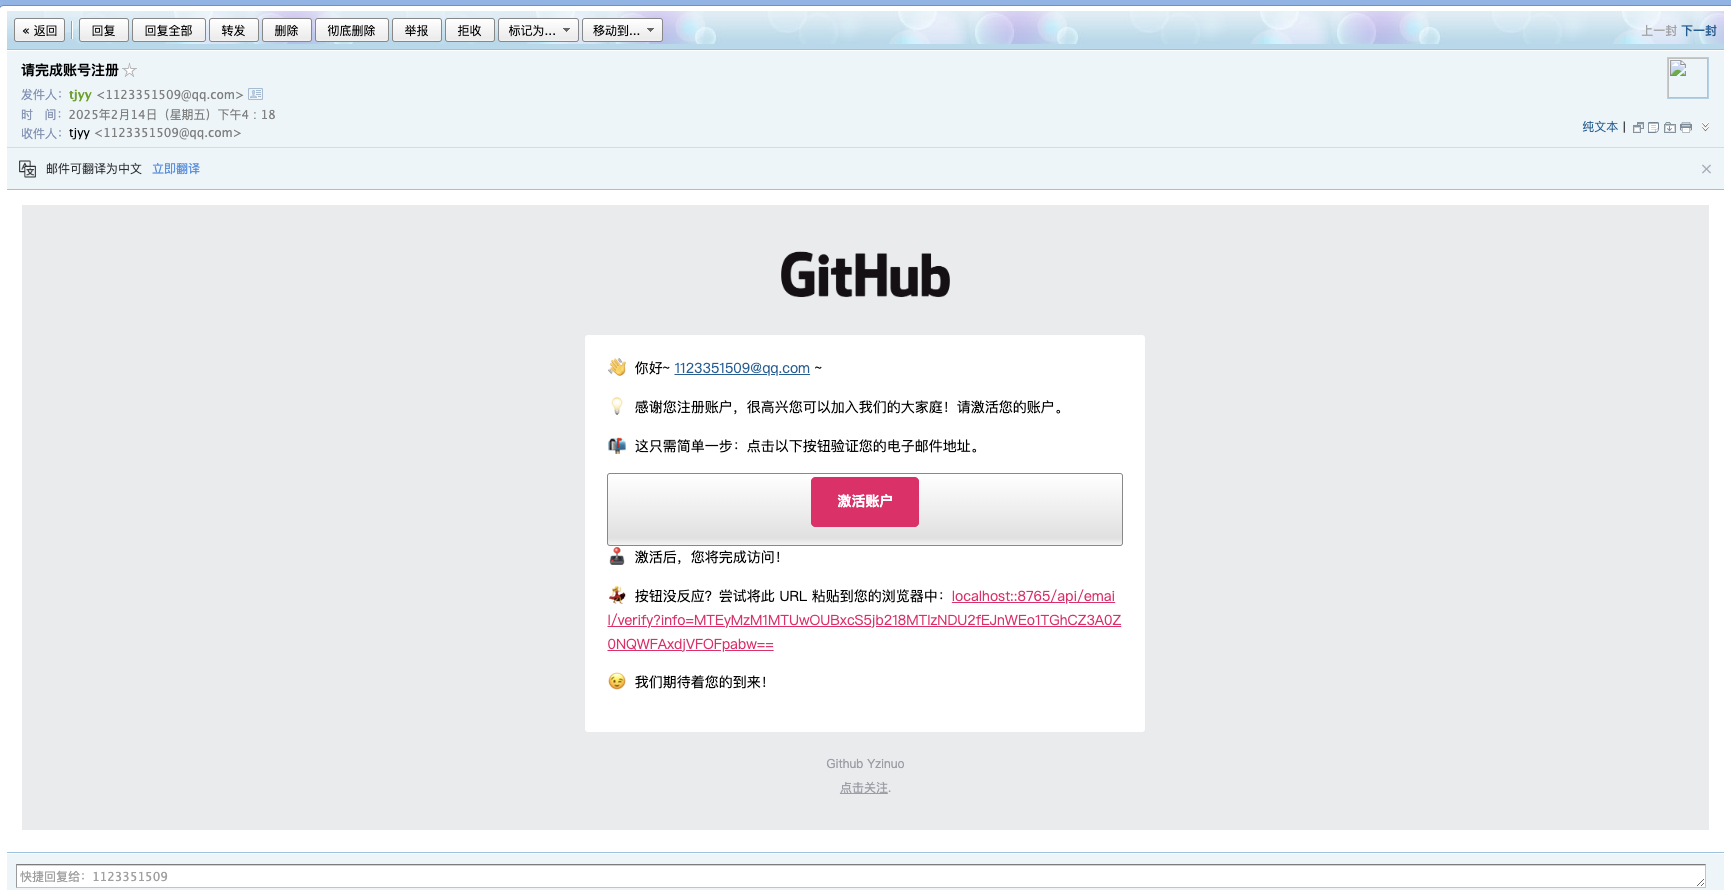 « 返回 回复 回复全部 转发 删除 彻底删除 举报 拒收 标记为... 移动到... 上一封 下一封
请完成账号注册
发件人：tjyy <1123351509@qq.com>
时 间：2025年2月14日（星期五）下午4：18
收件人：tjyy <1123351509@qq.com>
纯文本 |
邮件可翻译为中文 立即翻译
GitHub
👋 你好~ 1123351509@qq.com ~
💡 感谢您注册账户，很高兴您可以加入我们的大家庭！请激活您的账户。
📬 这只需简单一步：点击以下按钮验证您的电子邮件地址。
激活账户
🕹 激活后，您将完成访问！
💃 按钮没反应？尝试将此 URL 粘贴到您的浏览器中：localhost::8765/api/emai
l/verify?info=MTEyMzM1MTUwOUBxcS5jb218MTIzNDU2fEJnWEo1TGhCZ3A0Z
0NQWFAxdjVFOFpabw==
😉 我们期待着您的到来！
Github Yzinuo
点击关注.
快捷回复给：1123351509